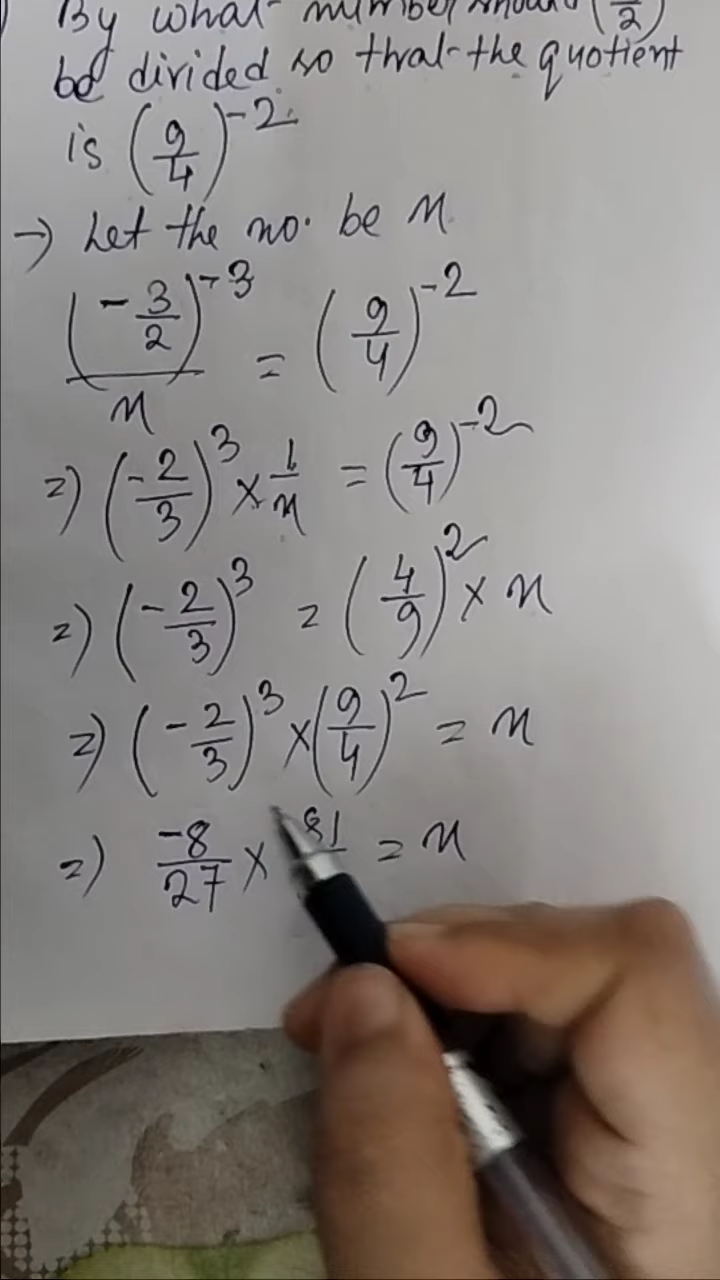 By what number should (-/2)
be divided so that the quotient
is (9/4)^-2
→ Let the no. be x
(-3/2)^-3 / x = (9/4)^-2
⇒) (-2/3)^3 × 1/x = (9/4)^-2
⇒) (-2/3)^3 = (4/9)^2 × x
⇒) (-2/3)^3 × (9/4)^2 = x
⇒) -8/27 × 81 = x